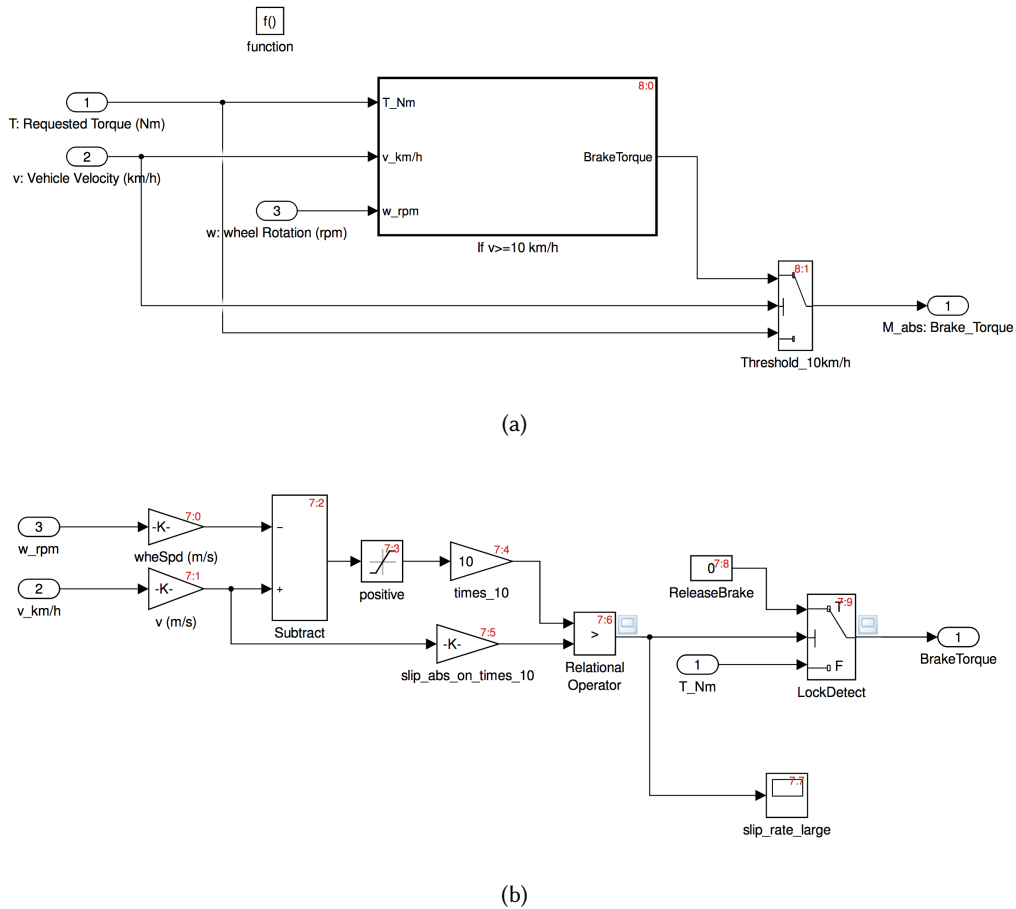 f()
function
8:0
1
T_Nm
T: Requested Torque (Nm)
2
v_km/h
BrakeTorque
v: Vehicle Velocity (km/h)
3
w_rpm
w: wheel Rotation (rpm)
If v>=10 km/h
8:1
1
M_abs: Brake_Torque
Threshold_10km/h
(a)
7:2
7:0
3
-K-
−
w_rpm
wheSpd (m/s)
7:3
7:4
10
7:1
positive
times_10
2
-K-
+
v_km/h
v (m/s)
Subtract
7:8
0
ReleaseBrake
7:9
T
7:6
>
7:5
-K-
slip_abs_on_times_10
Relational
Operator
1
T_Nm
F
LockDetect
1
BrakeTorque
7:7
slip_rate_large
(b)